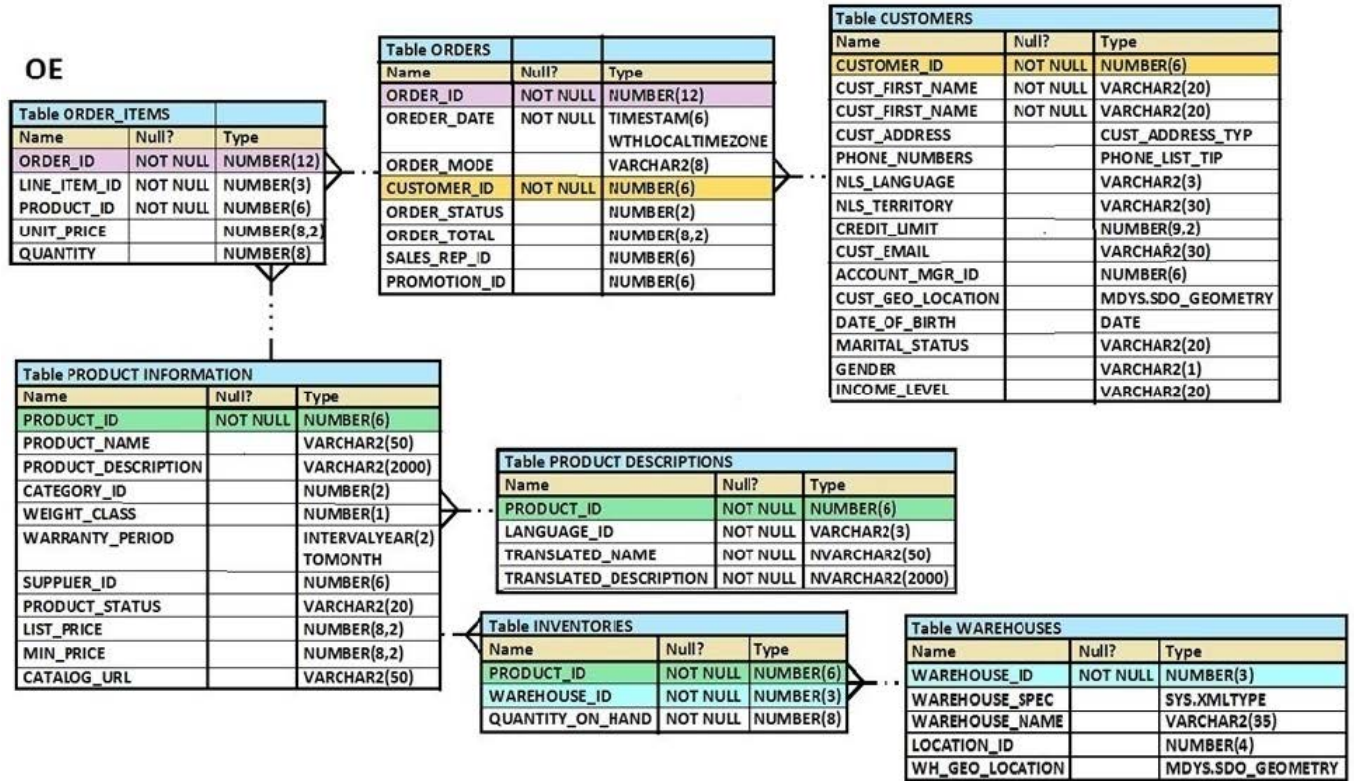 OE
Table ORDER_ITEMS
Name Null? Type
ORDER_ID NOT NULL NUMBER(12)
LINE_ITEM_ID NOT NULL NUMBER(3)
PRODUCT_ID NOT NULL NUMBER(6)
UNIT_PRICE NUMBER(8,2)
QUANTITY NUMBER(8)
Table ORDERS
Name Null? Type
ORDER_ID NOT NULL NUMBER(12)
OREDER_DATE NOT NULL TIMESTAM(6)
WTHLOCALTIMEZONE
ORDER_MODE VARCHAR2(8)
CUSTOMER_ID NOT NULL NUMBER(6)
ORDER_STATUS NUMBER(2)
ORDER_TOTAL NUMBER(8,2)
SALES_REP_ID NUMBER(6)
PROMOTION_ID NUMBER(6)
Table CUSTOMERS
Name Null? Type
CUSTOMER_ID NOT NULL NUMBER(6)
CUST_FIRST_NAME NOT NULL VARCHAR2(20)
CUST_FIRST_NAME NOT NULL VARCHAR2(20)
CUST_ADDRESS CUST_ADDRESS_TYP
PHONE_NUMBERS PHONE_LIST_TIP
NLS_LANGUAGE VARCHAR2(3)
NLS_TERRITORY VARCHAR2(30)
CREDIT_LIMIT NUMBER(9,2)
CUST_EMAIL VARCHAR2(30)
ACCOUNT_MGR_ID NUMBER(6)
CUST_GEO_LOCATION MDYS.SDO_GEOMETRY
DATE_OF_BIRTH DATE
MARITAL_STATUS VARCHAR2(20)
GENDER VARCHAR2(1)
INCOME_LEVEL VARCHAR2(20)
Table PRODUCT INFORMATION
Name Null? Type
PRODUCT_ID NOT NULL NUMBER(6)
PRODUCT_NAME VARCHAR2(50)
PRODUCT_DESCRIPTION VARCHAR2(2000)
CATEGORY_ID NUMBER(2)
WEIGHT_CLASS NUMBER(1)
WARRANTY_PERIOD INTERVALYEAR(2)
TOMONTH
SUPPLIER_ID NUMBER(6)
PRODUCT_STATUS VARCHAR2(20)
LIST_PRICE NUMBER(8,2)
MIN_PRICE NUMBER(8,2)
CATALOG_URL VARCHAR2(50)
Table PRODUCT DESCRIPTIONS
Name Null? Type
PRODUCT_ID NOT NULL NUMBER(6)
LANGUAGE_ID NOT NULL VARCHAR2(3)
TRANSLATED_NAME NOT NULL NVARCHAR2(50)
TRANSLATED_DESCRIPTION NOT NULL NVARCHAR2(2000)
Table INVENTORIES
Name Null? Type
PRODUCT_ID NOT NULL NUMBER(6)
WAREHOUSE_ID NOT NULL NUMBER(3)
QUANTITY_ON_HAND NOT NULL NUMBER(8)
Table WAREHOUSES
Name Null? Type
WAREHOUSE_ID NOT NULL NUMBER(3)
WAREHOUSE_SPEC SYS.XMLTYPE
WAREHOUSE_NAME VARCHAR2(35)
LOCATION_ID NUMBER(4)
WH_GEO_LOCATION MDYS.SDO_GEOMETRY